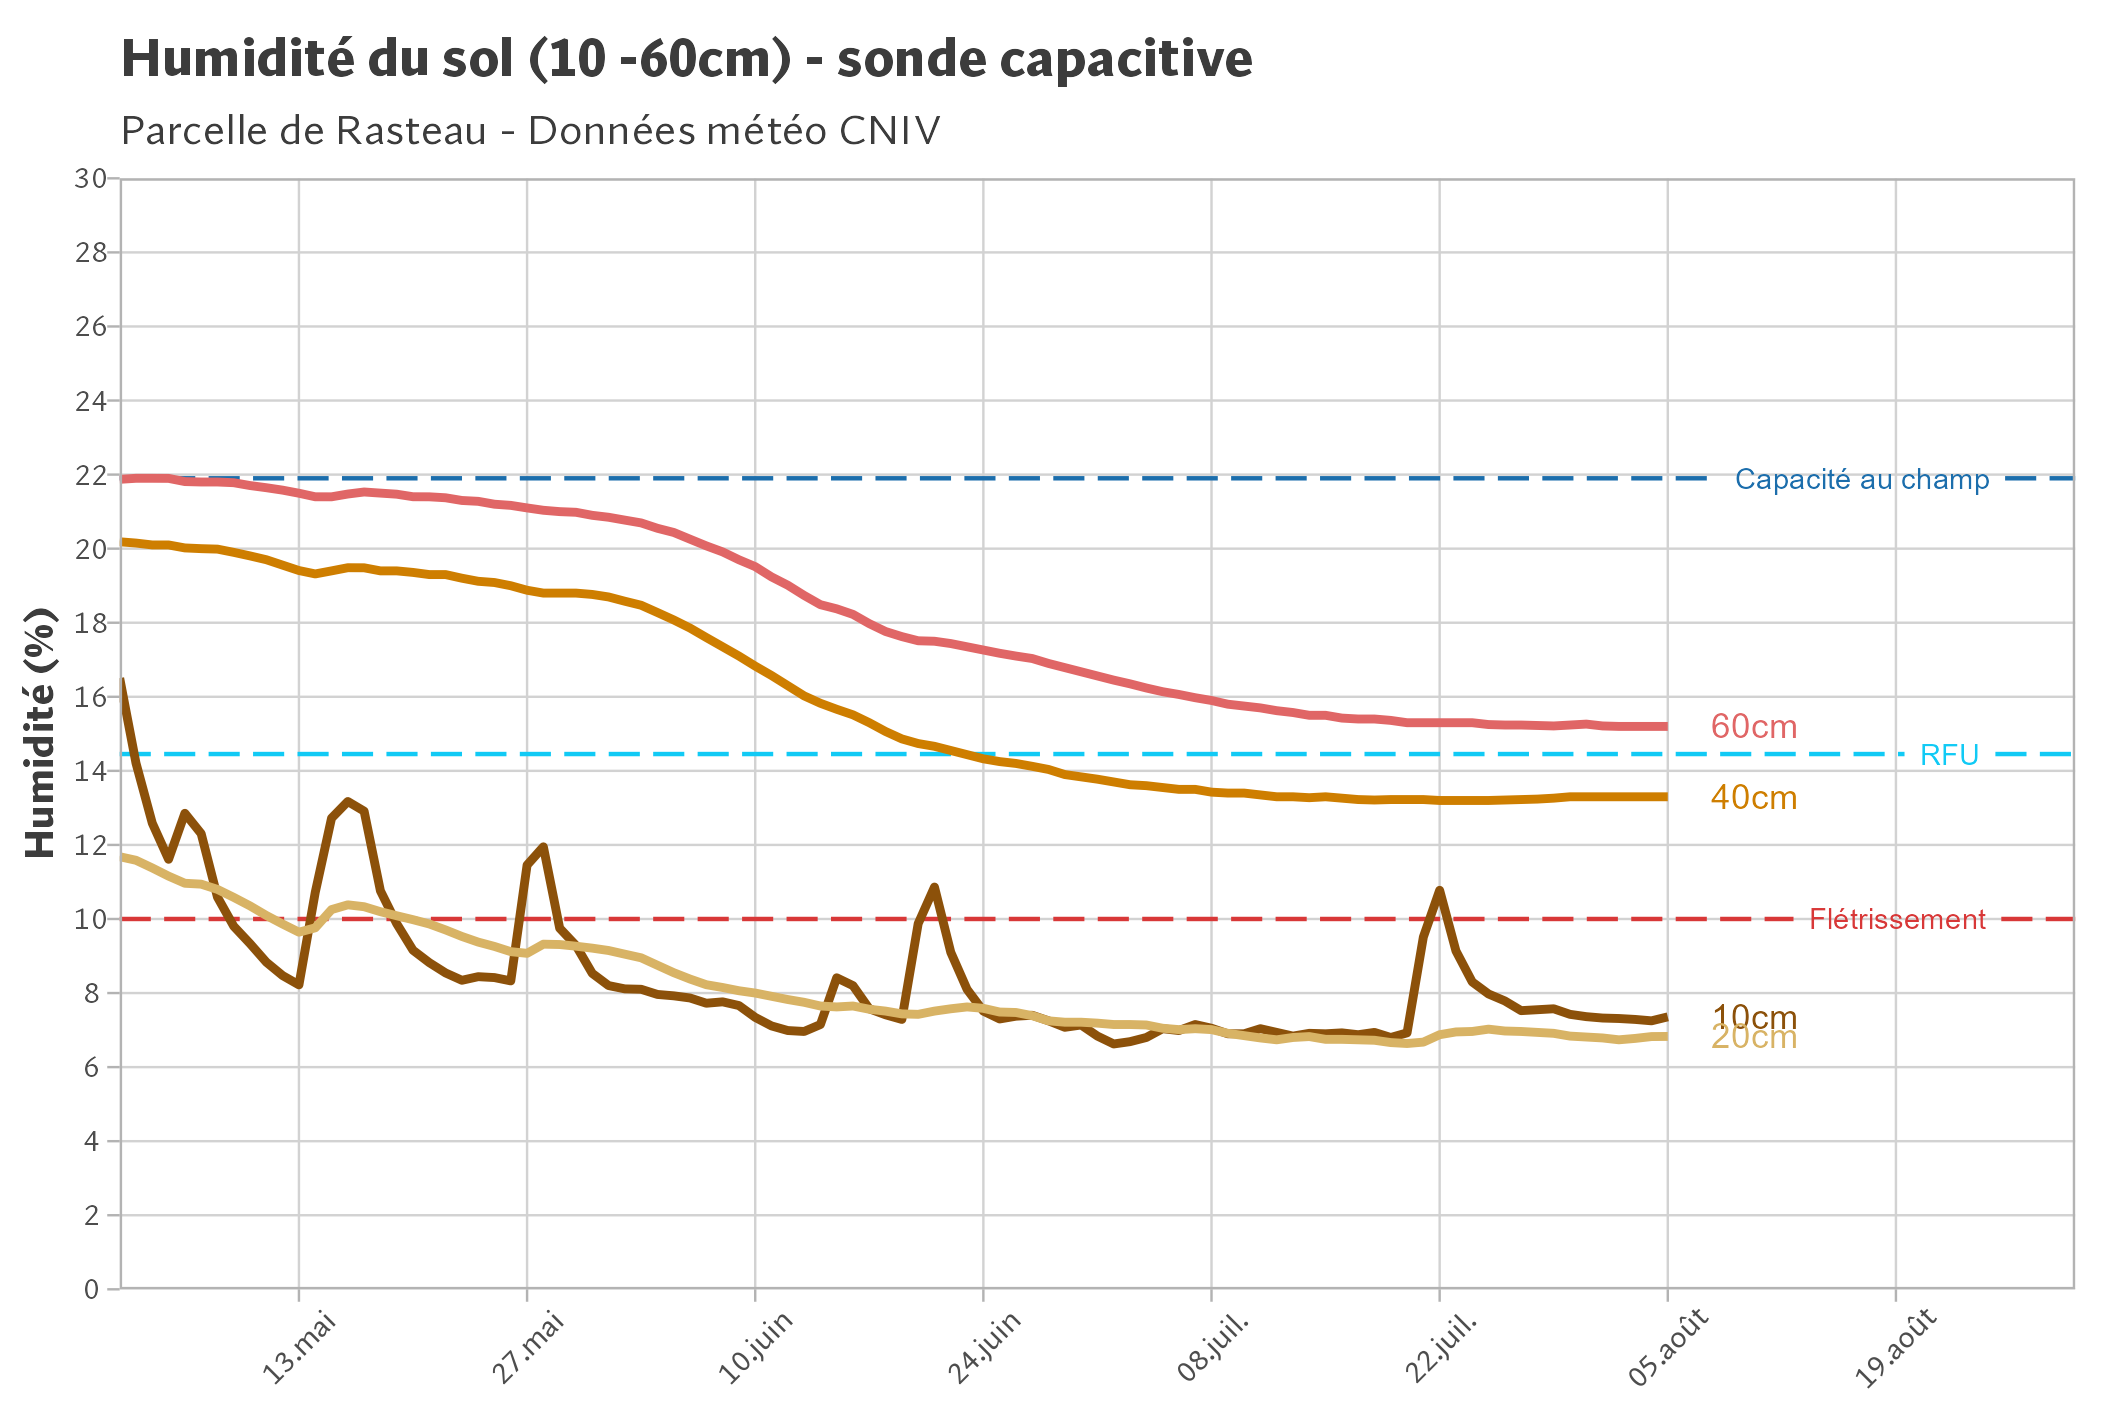 Humidité du sol (10 -60cm) - sonde capacitive
Parcelle de Rasteau - Données météo CNIV
Humidité (%)
30
28
26
24
22
20
18
16
14
12
10
8
6
4
2
0
Capacité au champ
60cm
RFU
40cm
Flétrissement
10cm
20cm
13.mai
27.mai
10.juin
24.juin
08.juil.
22.juil.
05.août
19.août